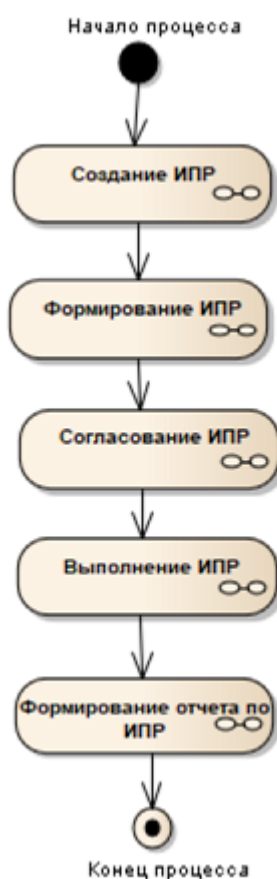 Начало процесса
Создание ИПР
Формирование ИПР
Согласование ИПР
Выполнение ИПР
Формирование отчета по
ИПР
Конец процесса